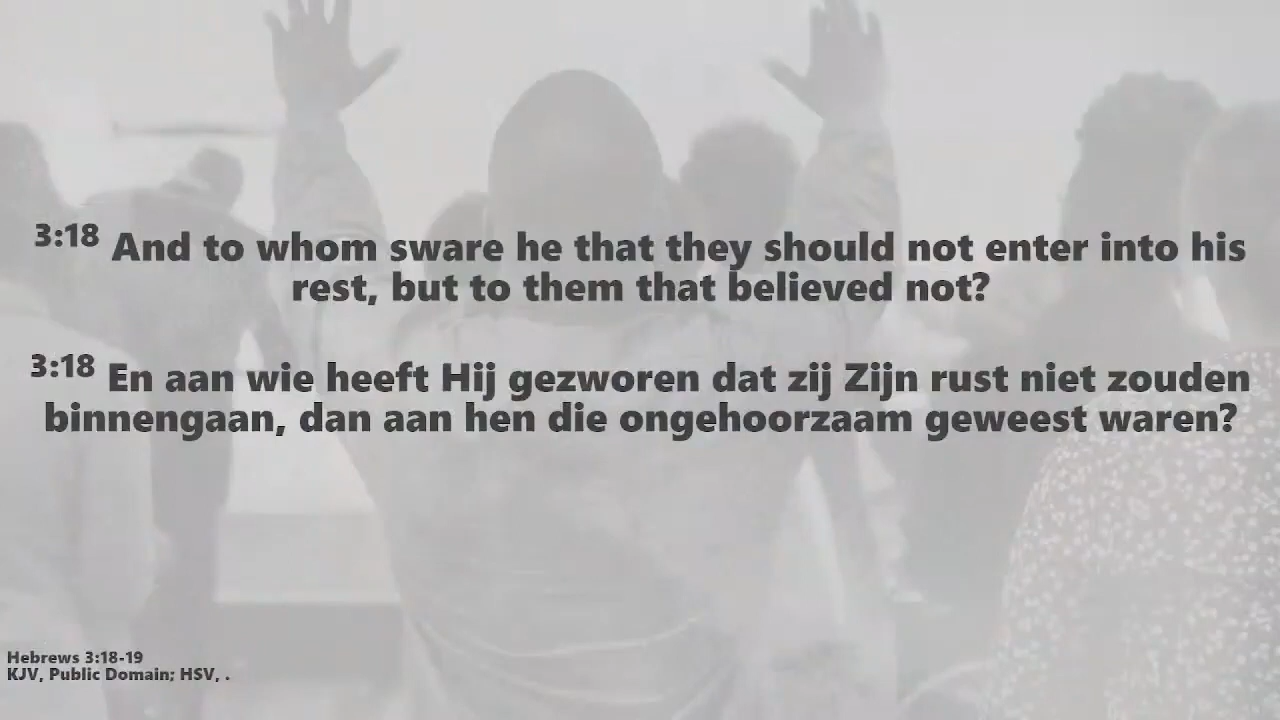 3:18 And to whom sware he that they should not enter into his
rest, but to them that believed not?
3:18 En aan wie heeft Hij gezworen dat zij Zijn rust niet zouden
binnengaan, dan aan hen die ongehoorzaam geweest waren?
Hebrews 3:18-19
KJV, Public Domain; HSV, .